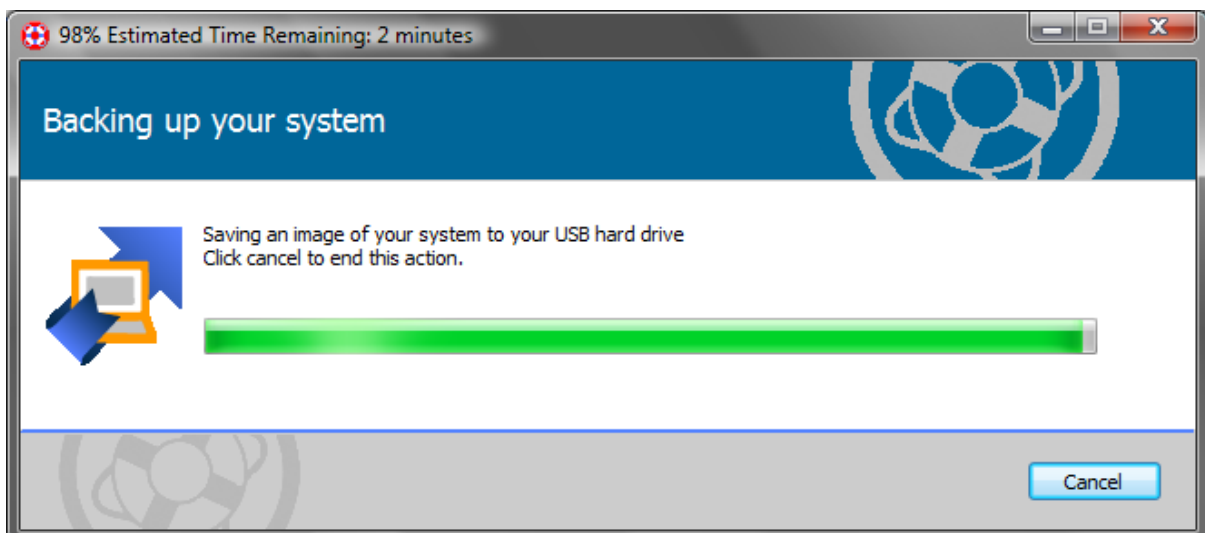 98% Estimated Time Remaining: 2 minutes
Backing up your system
Saving an image of your system to your USB hard drive
Click cancel to end this action.
Cancel